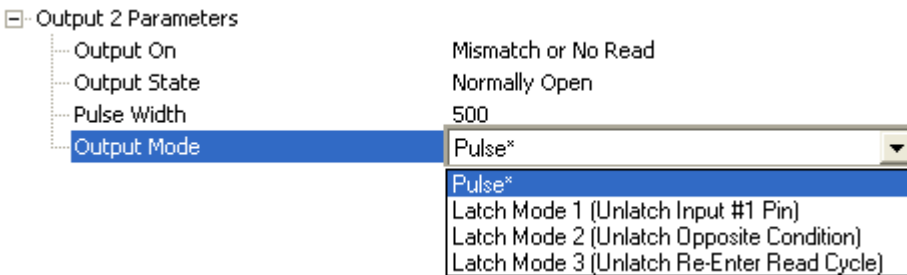 Output 2 Parameters
Output On Mismatch or No Read
Output State Normally Open
Pulse Width 500
Output Mode Pulse*
Pulse*
Latch Mode 1 (Unlatch Input #1 Pin)
Latch Mode 2 (Unlatch Opposite Condition)
Latch Mode 3 (Unlatch Re-Enter Read Cycle)